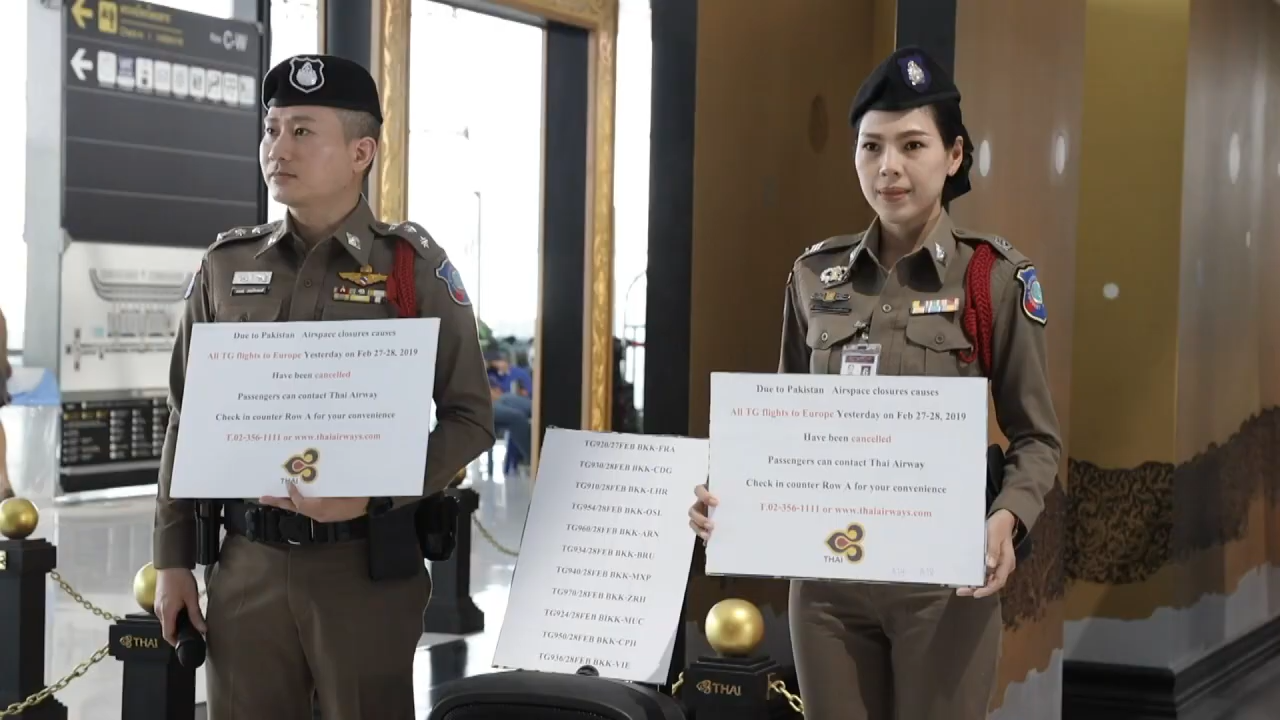 C-W
Due to Pakistan Airspace closures causes
All TG flights to Europe Yesterday on Feb 27-28, 2019
Have been cancelled
Passengers can contact Thai Airway
Check in counter Row A for your convenience
T.02-356-1111 or www.thaiairways.com
THAI
TG920/27FEB BKK-FRA
TG930/28FEB BKK-CDG
TG910/28FEB BKK-LHR
TG954/28FEB BKK-OSL
TG960/28FEB BKK-ARN
TG934/28FEB BKK-BRU
TG940/28FEB BKK-MXP
TG970/28FEB BKK-ZRH
TG924/28FEB BIKK-MUC
TG950/28FEB BKK-CPH
TG936/28FEB BKK-VIE
Due to Pakistan Airspace closures causes
All TG flights to Europe Yesterday on Feb 27-28, 2019
Have been cancelled
Passengers can contact Thai Airway
Check in counter Row A for your convenience
T.02-356-1111 or www.thaiairways.com
THAI
THAI
THAI